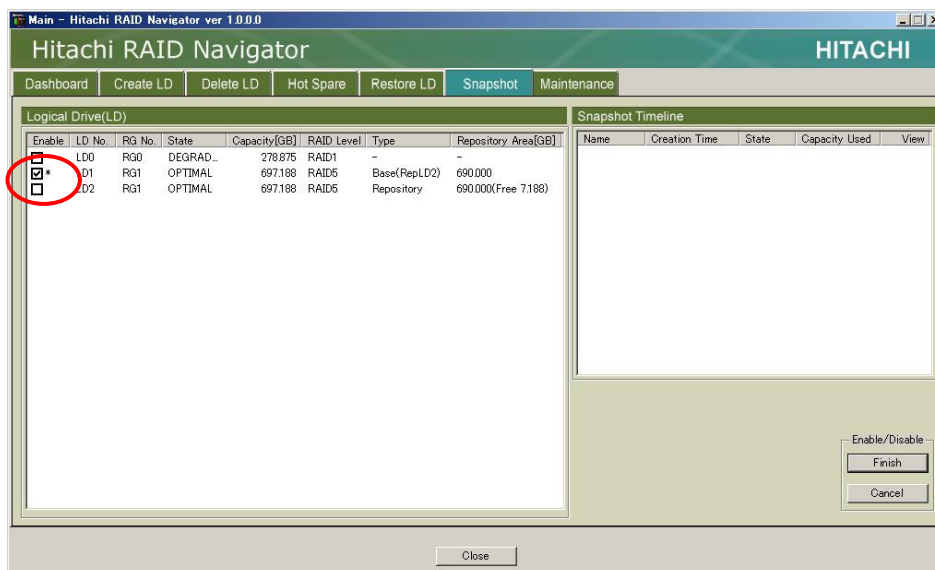 Main - Hitachi RAID Navigator ver 1.0.0.0
Hitachi RAID Navigator HITACHI
Dashboard Create LD Delete LD Hot Spare Restore LD Snapshot Maintenance
Logical Drive(LD)
Enable LD No. RG No. State Capacity[GB] RAID Level Type Repository Area[GB]
LD0 RG0 DEGRAD... 278.875 RAID1 - -
* LD1 RG1 OPTIMAL 697.188 RAID5 Base(RepLD2) 690.000
LD2 RG1 OPTIMAL 697.188 RAID5 Repository 690.000(Free 7.188)
Snapshot Timeline
Name Creation Time State Capacity Used View
Enable/Disable
Finish
Cancel
Close